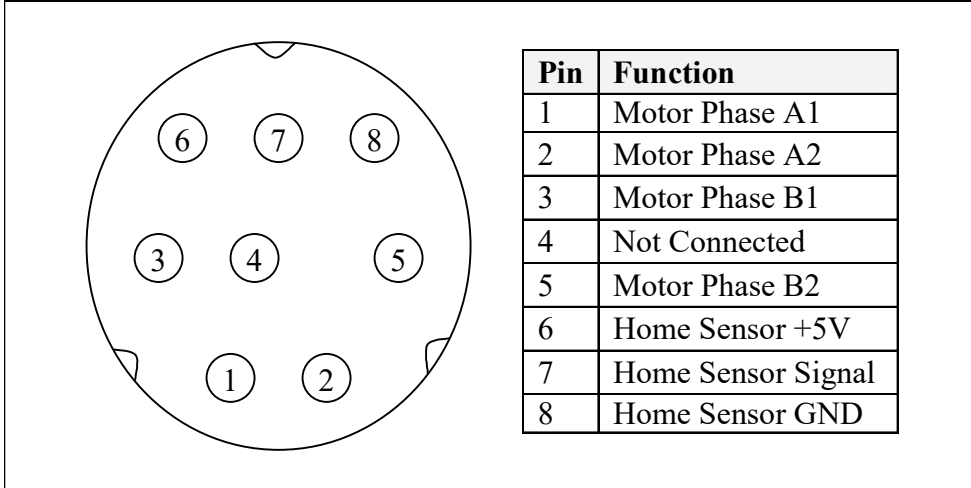 6 7 8
3 4 5
1 2
Pin Function
1 Motor Phase A1
2 Motor Phase A2
3 Motor Phase B1
4 Not Connected
5 Motor Phase B2
6 Home Sensor +5V
7 Home Sensor Signal
8 Home Sensor GND